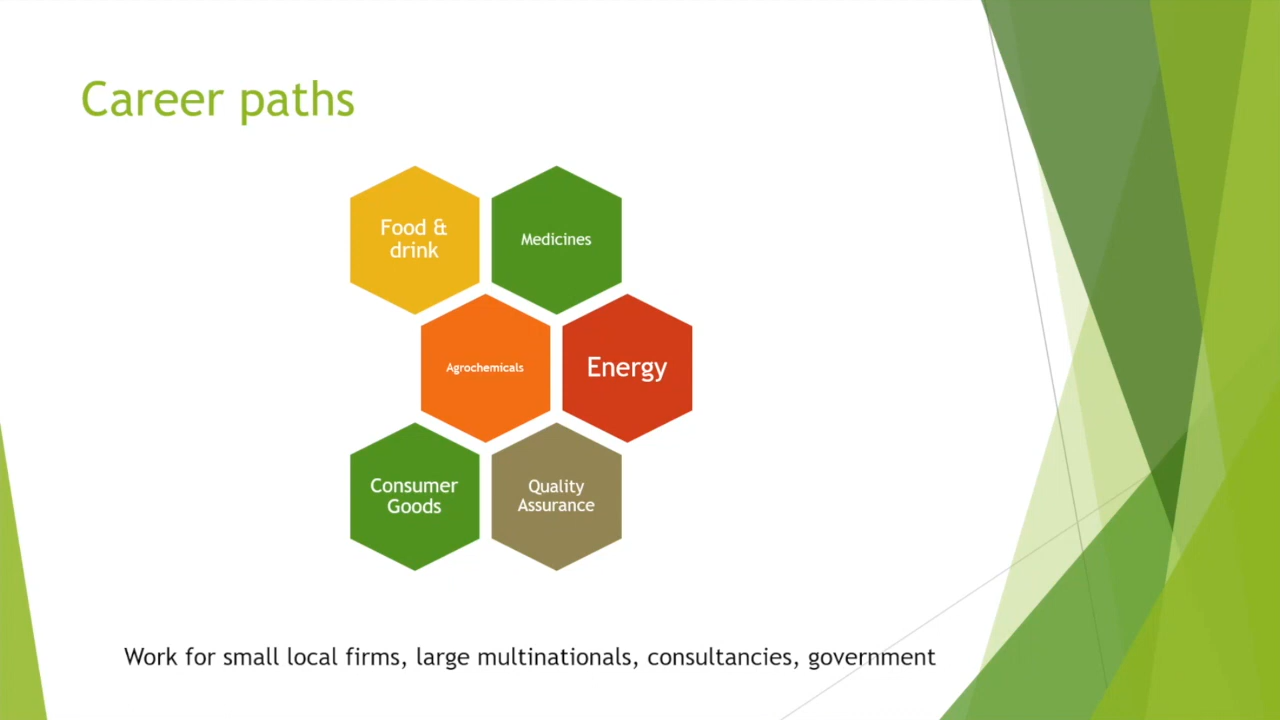 Career paths
Food &
drink
Medicines
Agrochemicals
Energy
Consumer
Goods
Quality
Assurance
Work for small local firms, large multinationals, consultancies, government